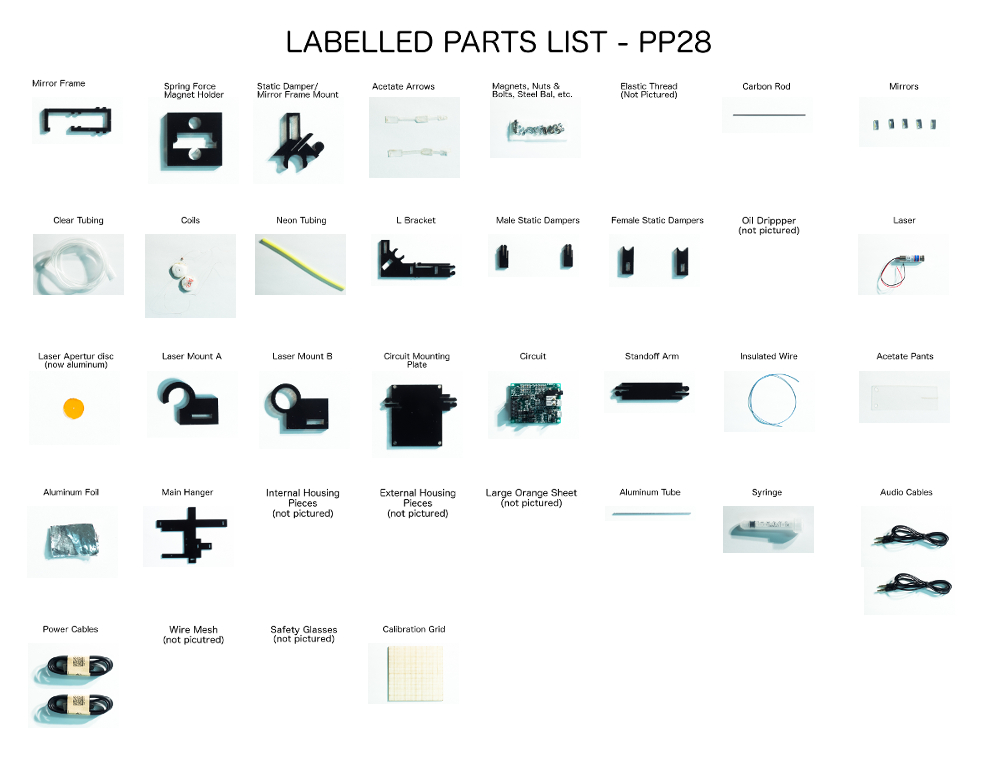 LABELLED PARTS LIST - PP28
Mirror Frame
Spring Force
Magnet Holder
Static Damper/
Mirror Frame Mount
Acetate Arrows
Magnets, Nuts &
Bolts, Steel Bal, etc.
Elastic Thread
(Not Pictured)
Carbon Rod
Mirrors
Clear Tubing
Coils
Neon Tubing
L Bracket
Male Static Dampers
Female Static Dampers
Oil Drippper
(not pictured)
Laser
Laser Apertur disc
(now aluminum)
Laser Mount A
Laser Mount B
Circuit Mounting
Plate
Circuit
Standoff Arm
Insulated Wire
Acetate Pants
Aluminum Foil
Main Hanger
Internal Housing
Pieces
(not pictured)
External Housing
Pieces
(not pictured)
Large Orange Sheet
(not pictured)
Aluminum Tube
Syringe
Audio Cables
Power Cables
Wire Mesh
(not picutred)
Safety Glasses
(not pictured)
Calibration Grid